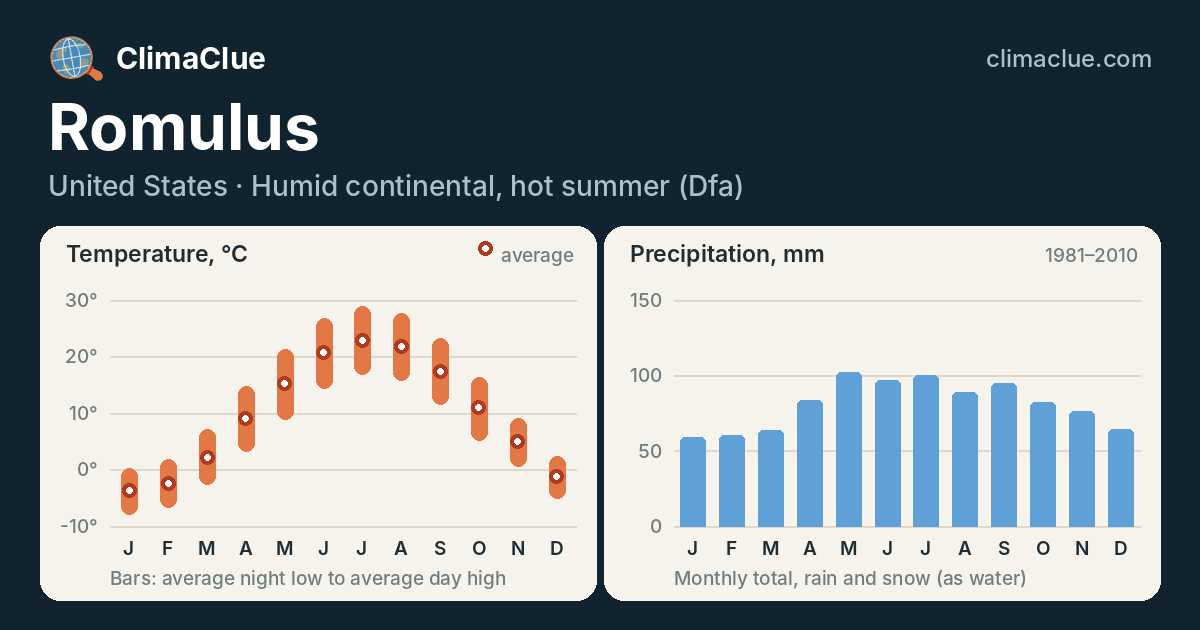 ClimaClue
climaclue.com
Romulus
United States · Humid continental, hot summer (Dfa)
Temperature, °C
average
30°
20°
10°
0°
-10°
J F M A M J J A S O N D
Bars: average night low to average day high
Precipitation, mm
1981–2010
150
100
50
0
J F M A M J J A S O N D
Monthly total, rain and snow (as water)